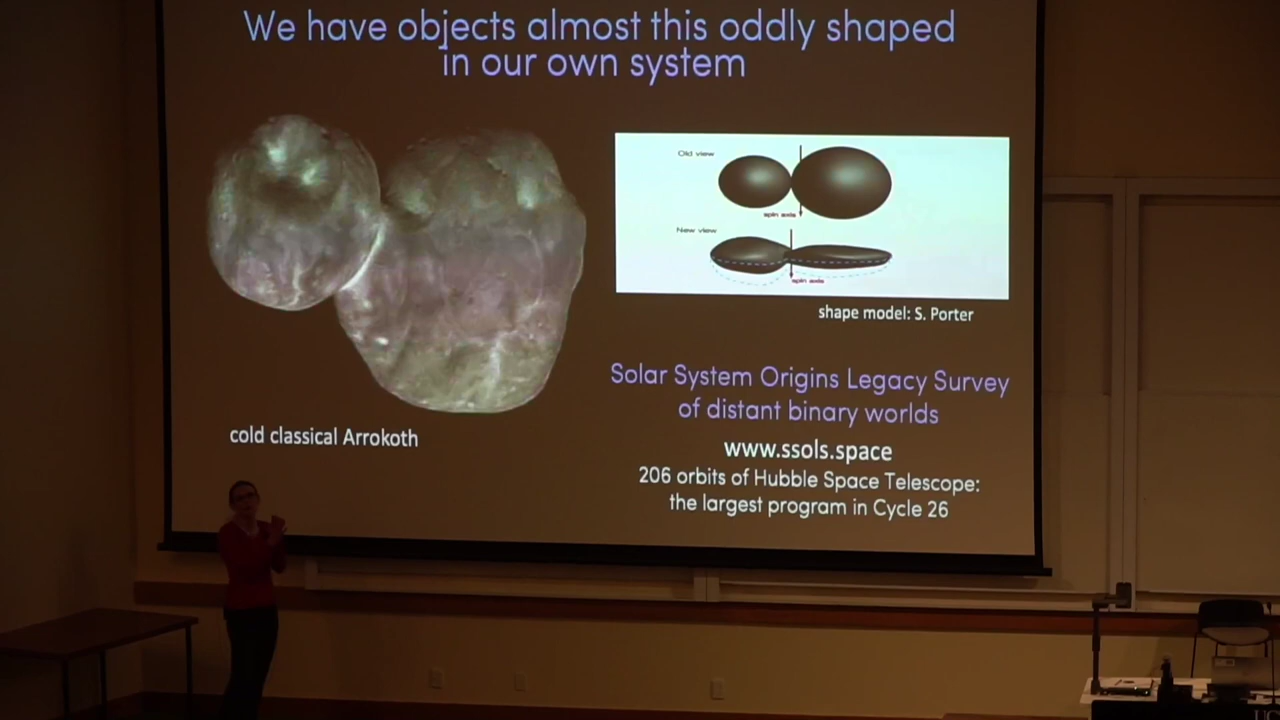 We have objects almost this oddly shaped
in our own system
Old view
spin axis
New view
spin axis
shape model: S. Porter
Solar System Origins Legacy Survey
of distant binary worlds
cold classical Arrokoth
www.ssols.space
206 orbits of Hubble Space Telescope:
the largest program in Cycle 26